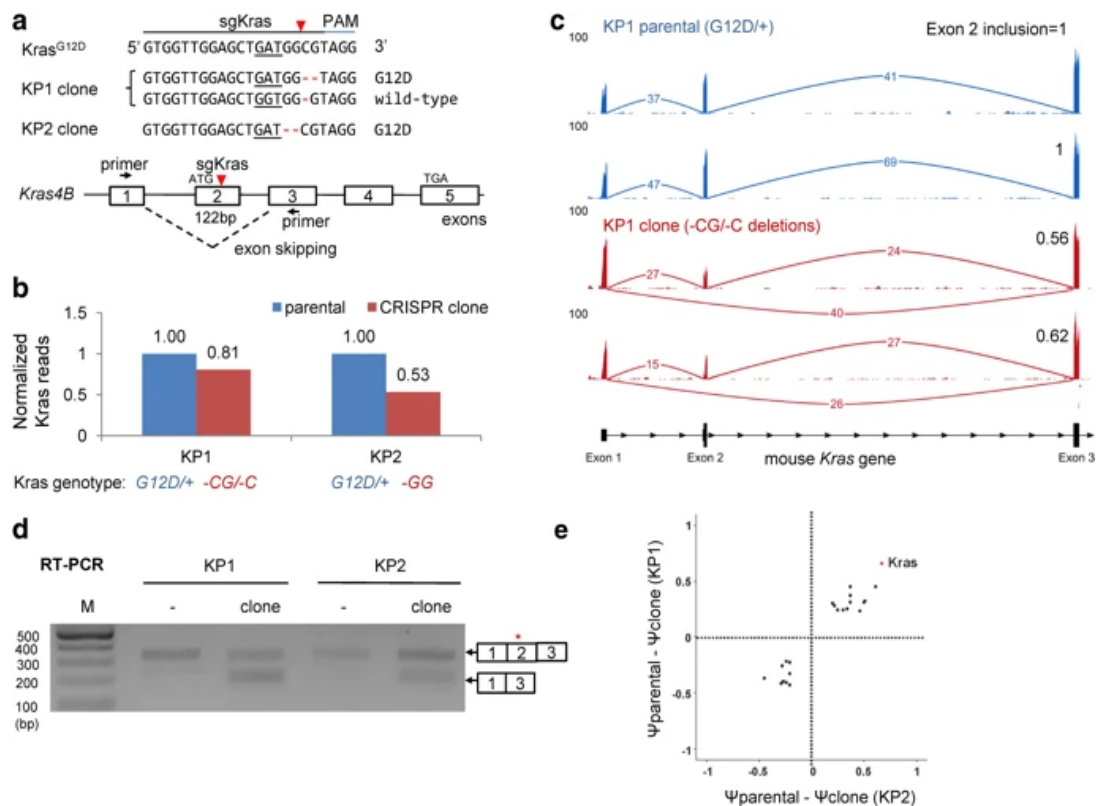 a
sgKras PAM
Kras^G12D 5' GTGGTTGGAGCTGATGGCGTAGG 3'
KP1 clone
GTGGTTGGAGCTGATGG--TAGG G12D
GTGGTTGGAGCTGGTGG-GTAGG wild-type
KP2 clone GTGGTTGGAGCTGAT--CGTAGG G12D
primer sgKras
ATG TGA
Kras4B 1 2 3 4 5
122bp primer exons
exon skipping
b
parental CRISPR clone
Normalized
Kras reads
1.5
1
0.5
0
1.00 0.81 1.00 0.53
KP1 KP2
Kras genotype: G12D/+ -CG/-C G12D/+ -GG
c
100 KP1 parental (G12D/+) Exon 2 inclusion=1
37 41
100 1
47 69
100 KP1 clone (-CG/-C deletions) 0.56
27 24
40
100 0.62
15 27
26
Exon 1 Exon 2 mouse Kras gene Exon 3
d
RT-PCR KP1 KP2
M - clone - clone
500
400
300
200
100
(bp)
*
1 2 3
1 3
e
Ψparental - Ψclone (KP1)
1
0.5
0
-0.5
-1
Kras
-1 -0.5 0 0.5 1
Ψparental - Ψclone (KP2)